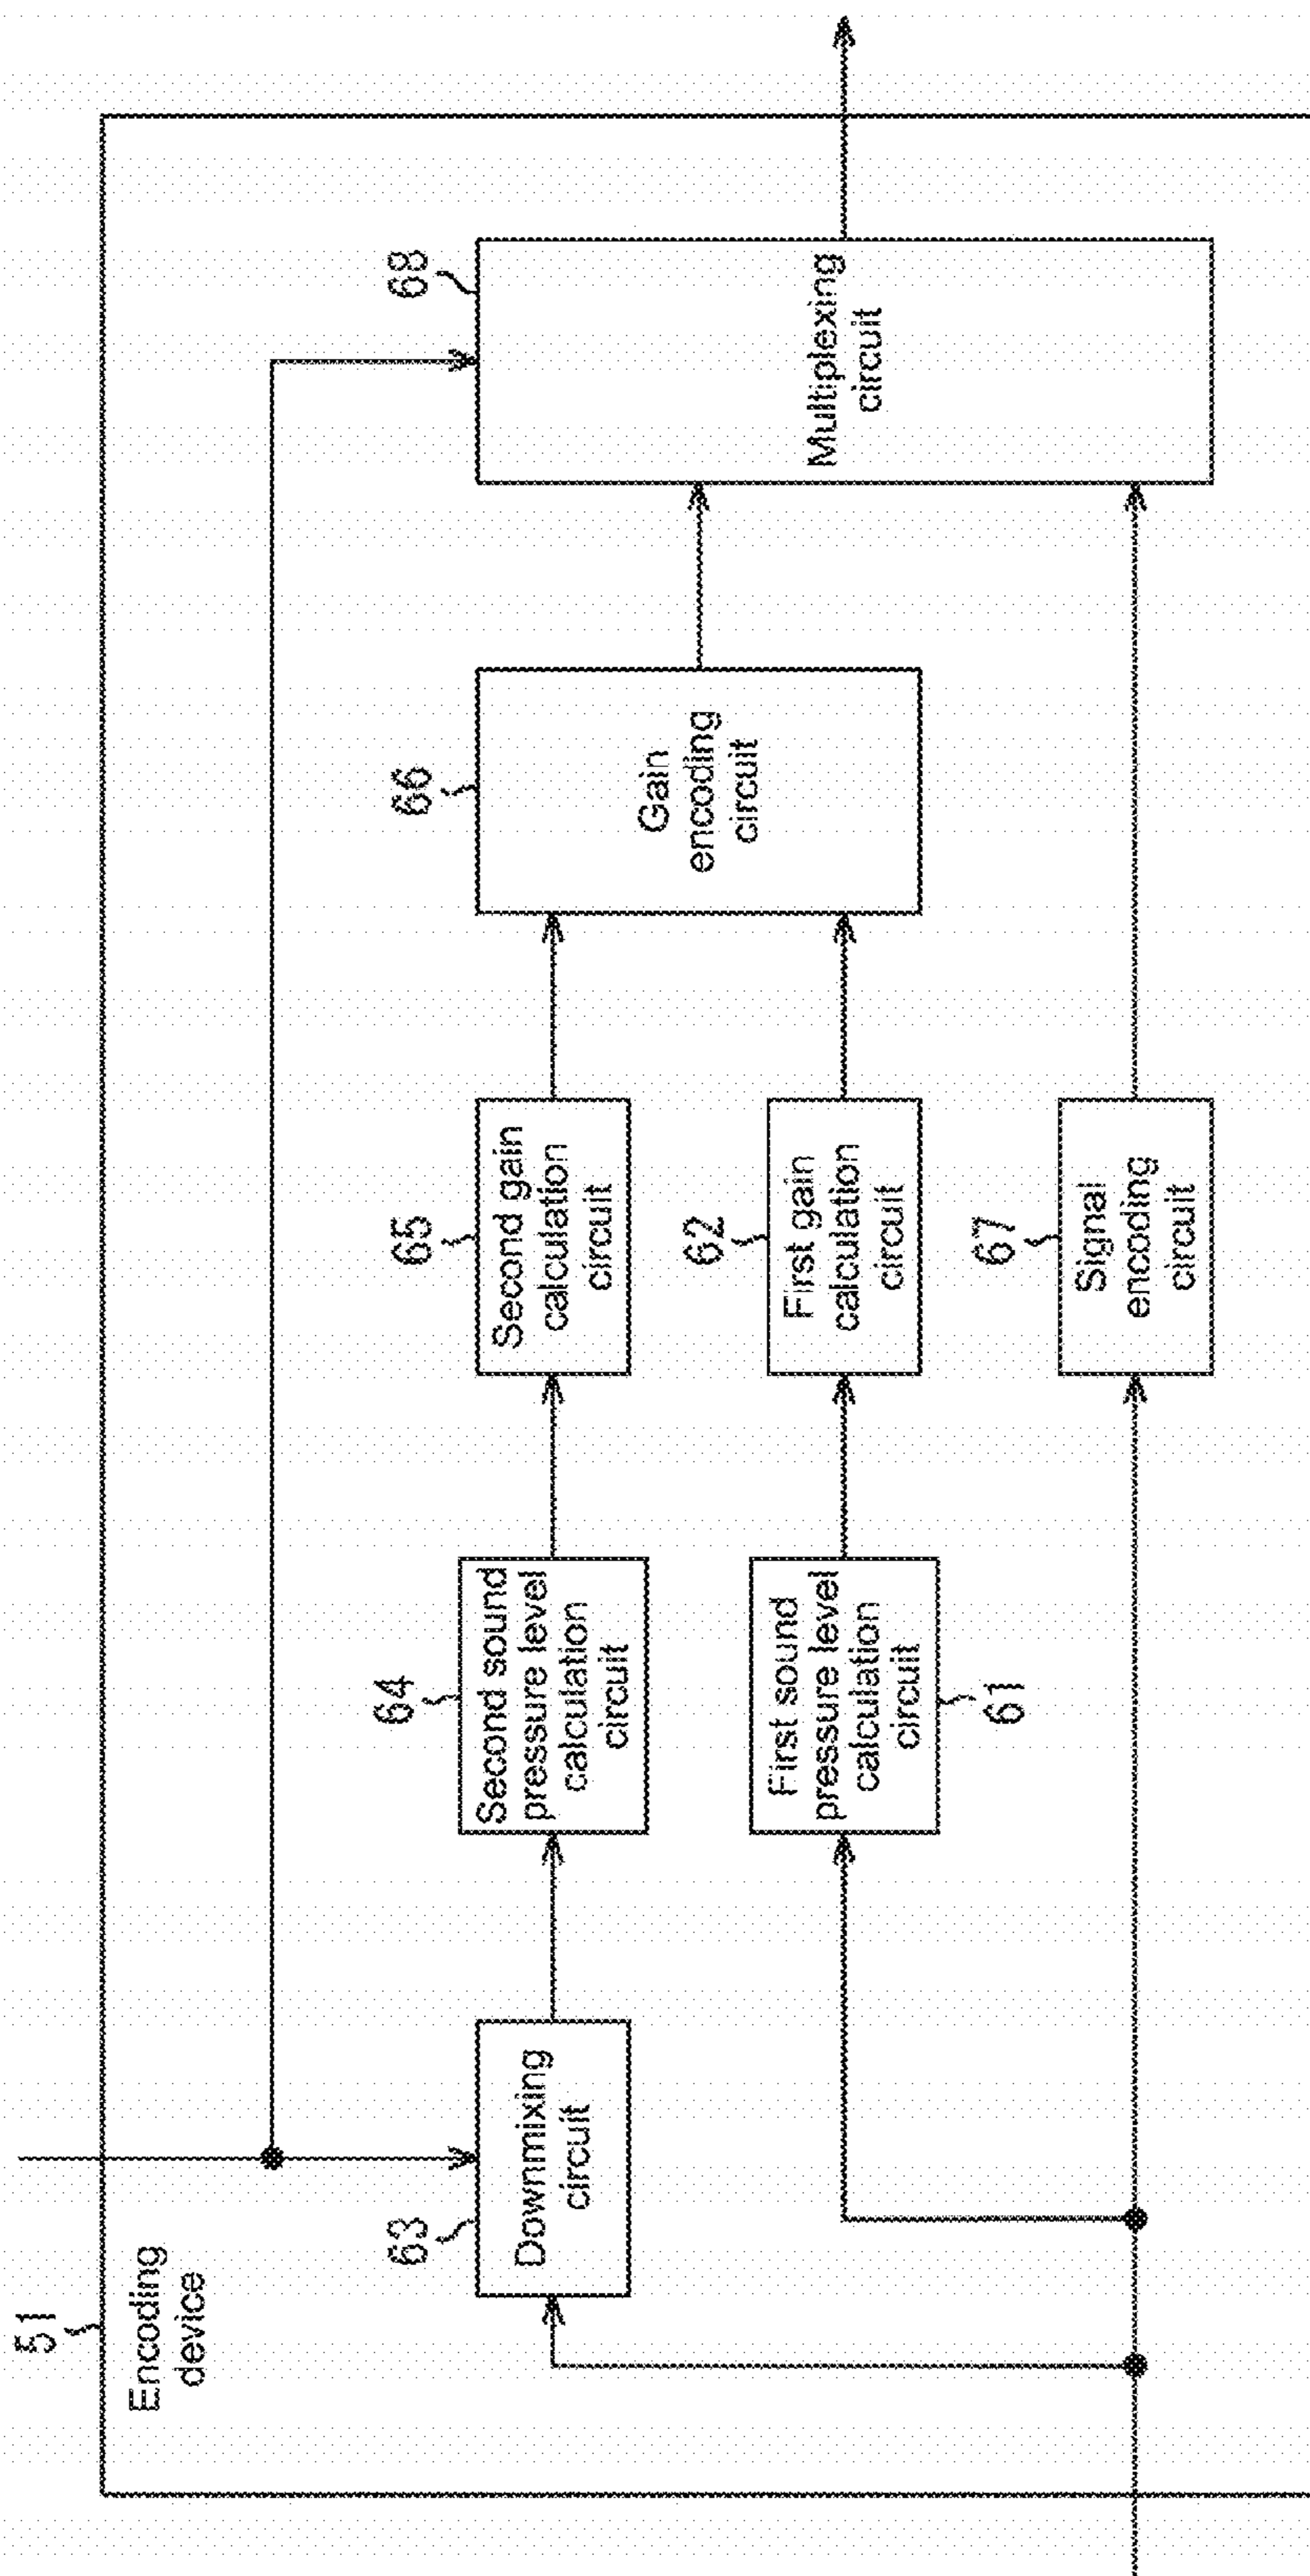 51
Encoding
device
63
Downmixing
circuit
64
Second sound
pressure level
calculation
circuit
65
Second gain
calculation
circuit
66
Gain
encoding
circuit
68
Multiplexing
circuit
First sound
pressure level
calculation
circuit
61
62
First gain
calculation
circuit
67
Signal
encoding
circuit